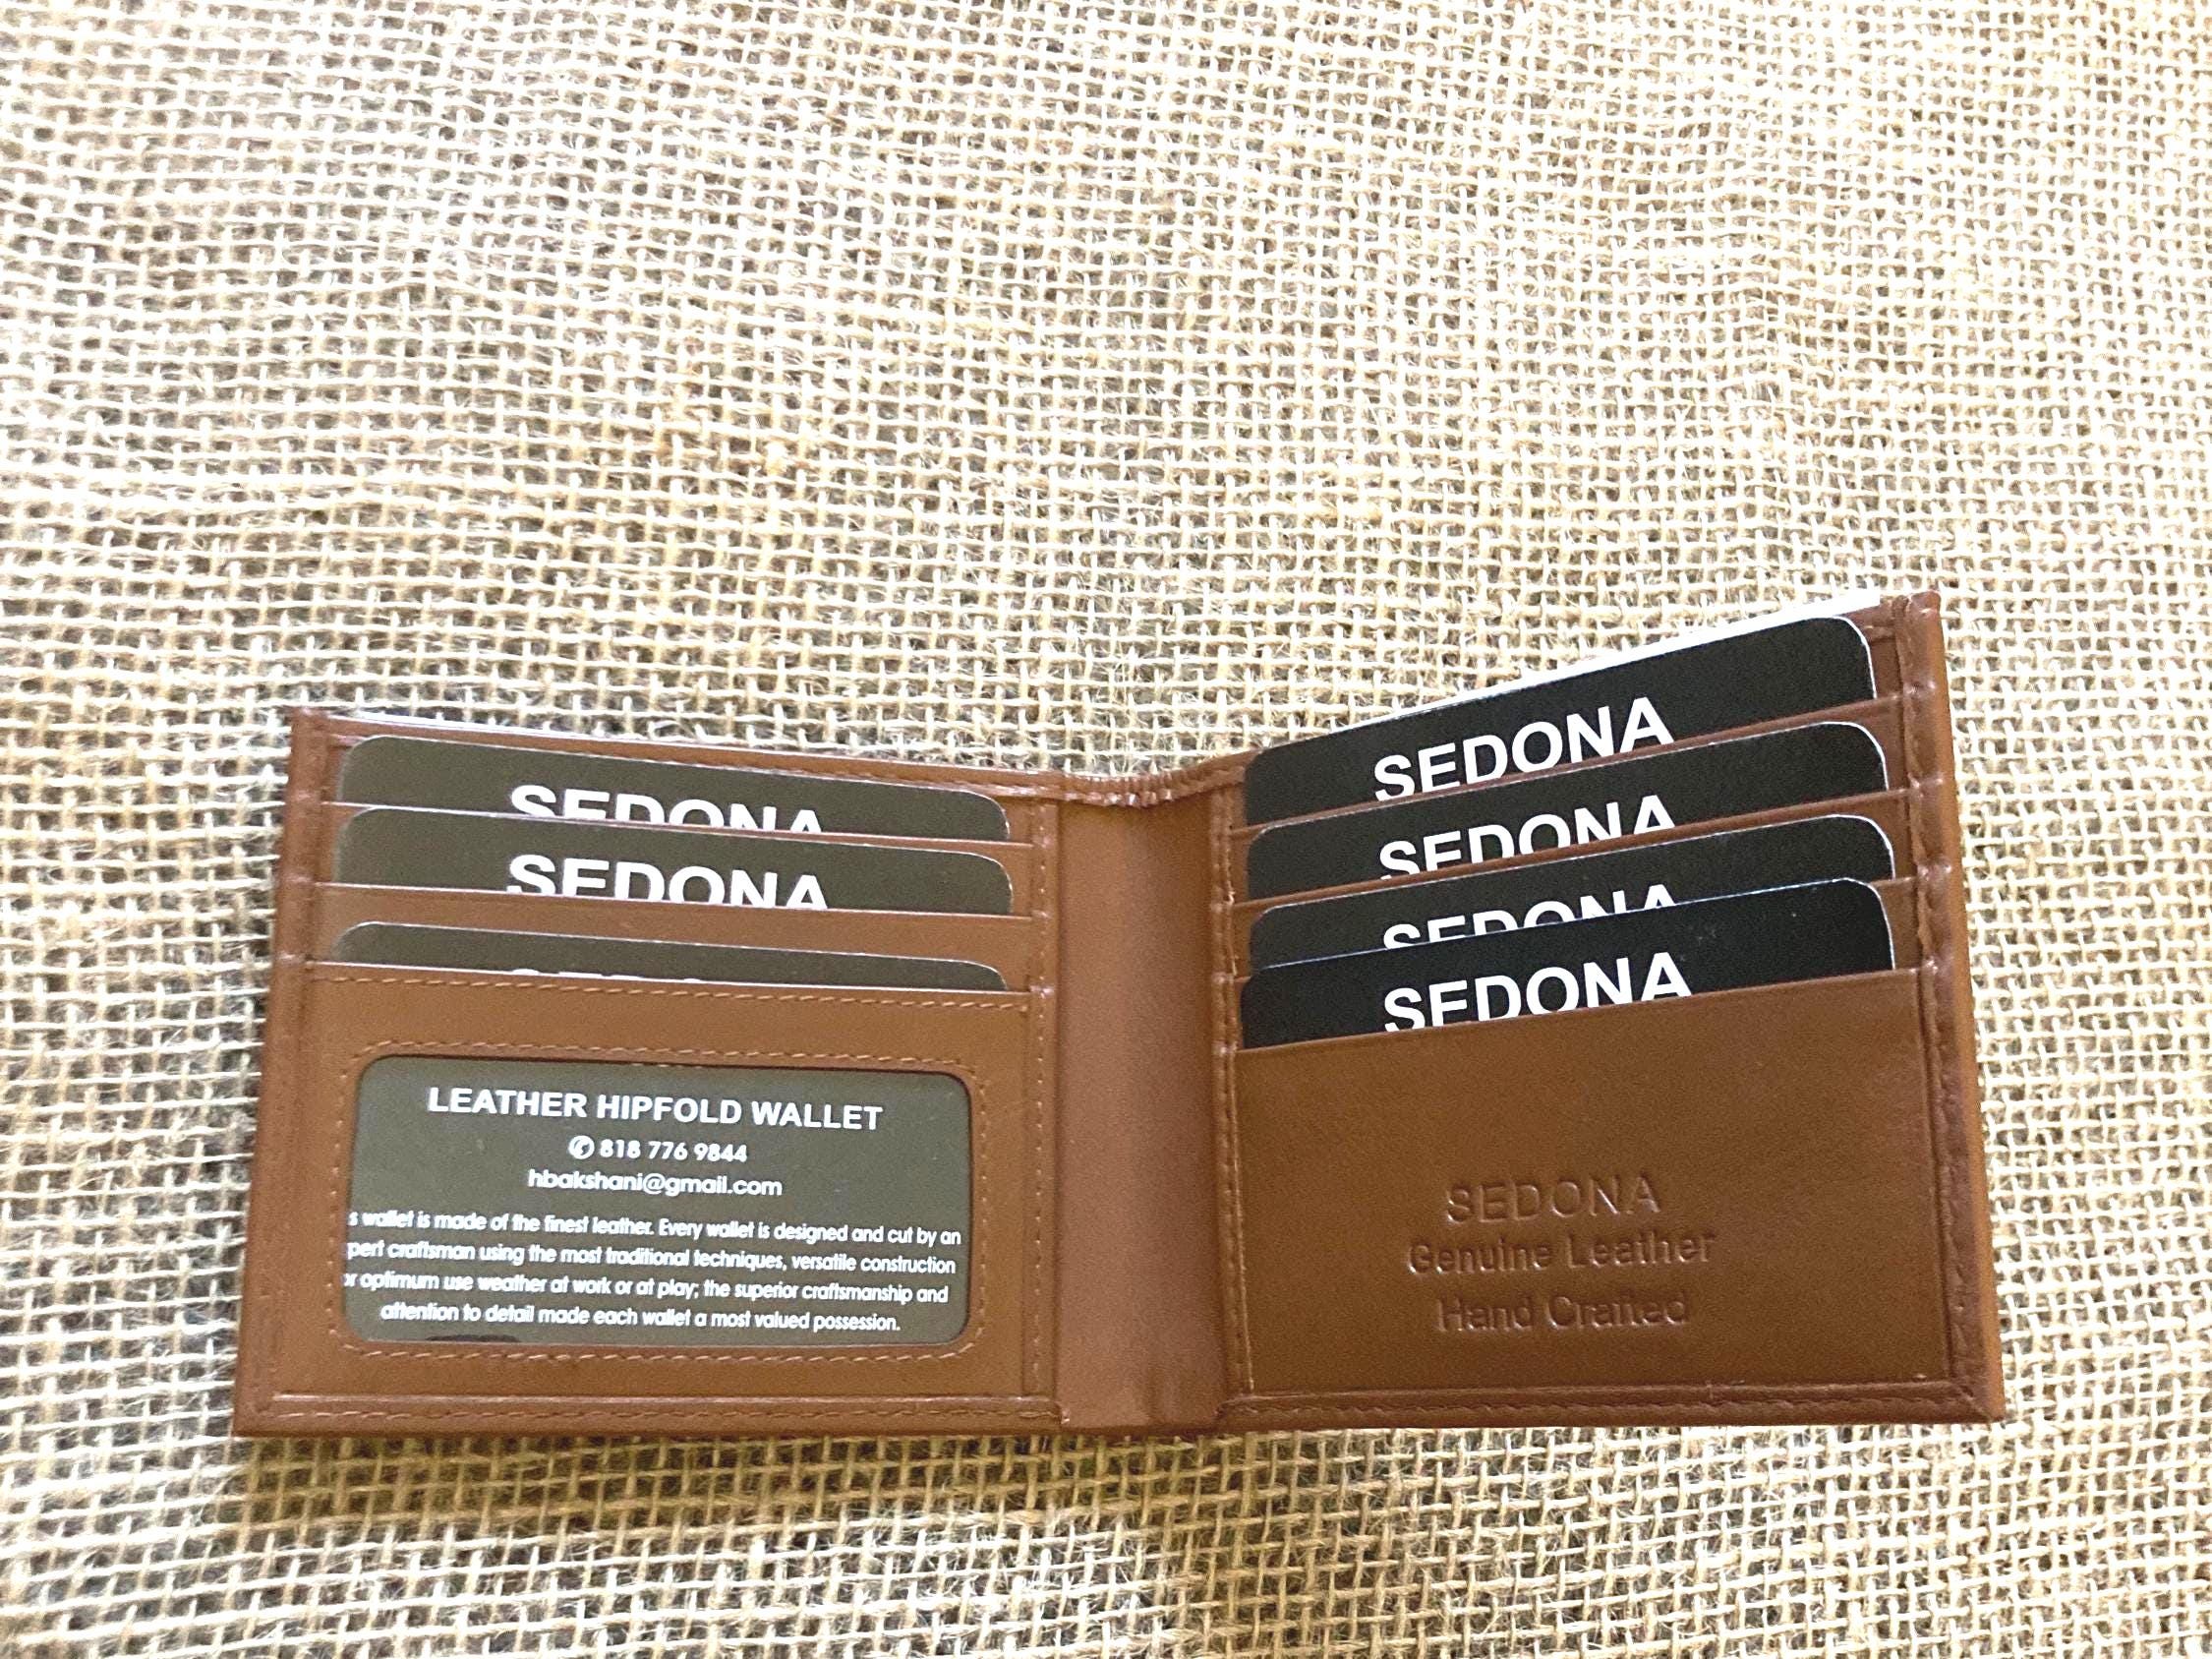 SEDONA
SEDONA
LEATHER HIPFOLD WALLET
✆ 818 776 9844
hbakshani@gmail.com
s wallet is made of the finest leather. Every wallet is designed and cut by an
pert craftsman using the most traditional techniques, versatile construction
or optimum use weather at work or at play; the superior craftsmanship and
attention to detail made each wallet a most valued possession.
SEDONA
SEDONA
SEDONA
SEDONA
SEDONA
Genuine Leather
Hand Crafted